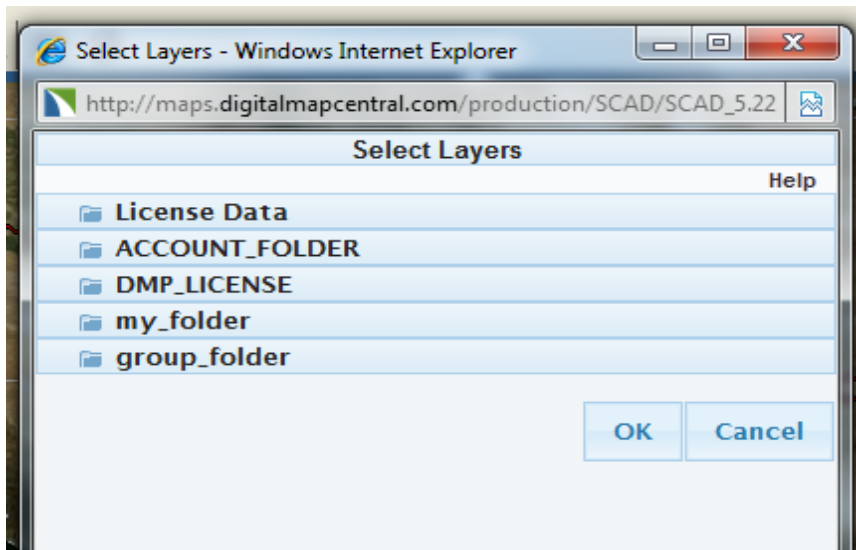 Select Layers - Windows Internet Explorer
http://maps.digitalmapcentral.com/production/SCAD/SCAD_5.22
Select Layers
Help
License Data
ACCOUNT_FOLDER
DMP_LICENSE
my_folder
group_folder
OK Cancel